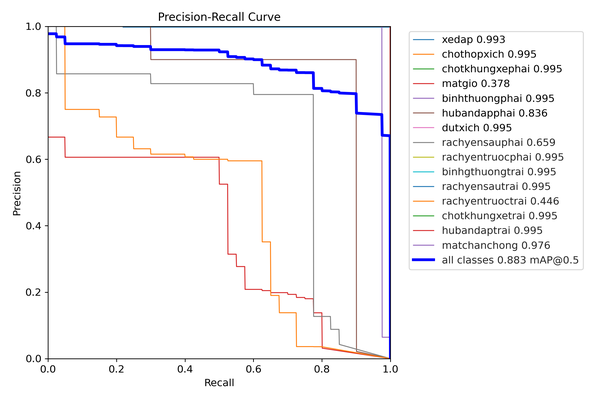 Precision-Recall Curve
1.0
0.8
0.6
0.4
0.2
0.0
Precision
0.0 0.2 0.4 0.6 0.8 1.0
Recall
xedap 0.993
chothopxich 0.995
chotkhungxephai 0.995
matgio 0.378
binhthuongphai 0.995
hubandapphai 0.836
dutxich 0.995
rachyensauphai 0.659
rachyentruocphai 0.995
binhgthuongtrai 0.995
rachyensautrai 0.995
rachyentruoctrai 0.446
chotkhungxetrai 0.995
hubandaptrai 0.995
matchanchong 0.976
all classes 0.883 mAP@0.5